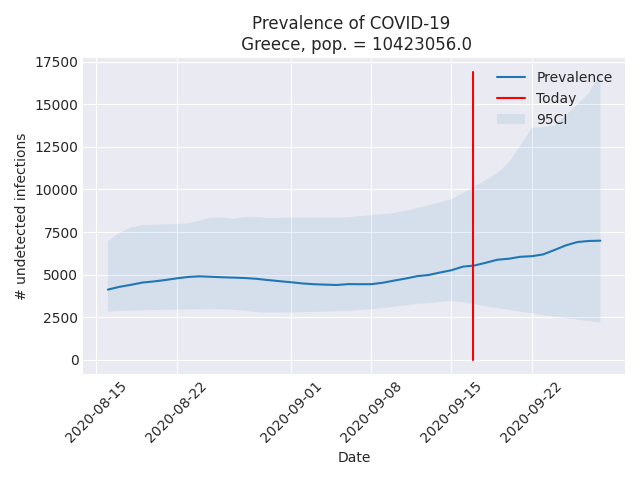 Prevalence of COVID-19
Greece, pop. = 10423056.0
17500
15000
12500
10000
7500
5000
2500
0
# undetected infections
Prevalence
Today
95CI
2020-08-15
2020-08-22
2020-09-01
2020-09-08
2020-09-15
2020-09-22
Date